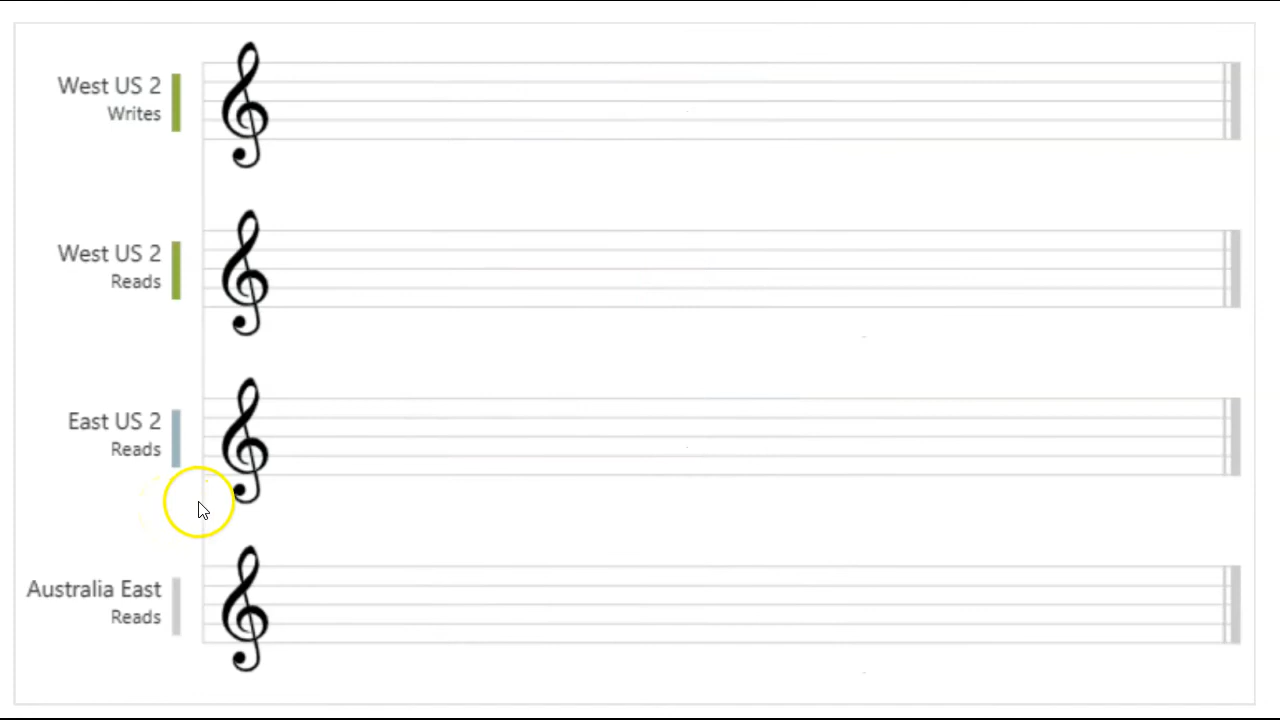 West US 2
Writes
West US 2
Reads
East US 2
Reads
Australia East
Reads